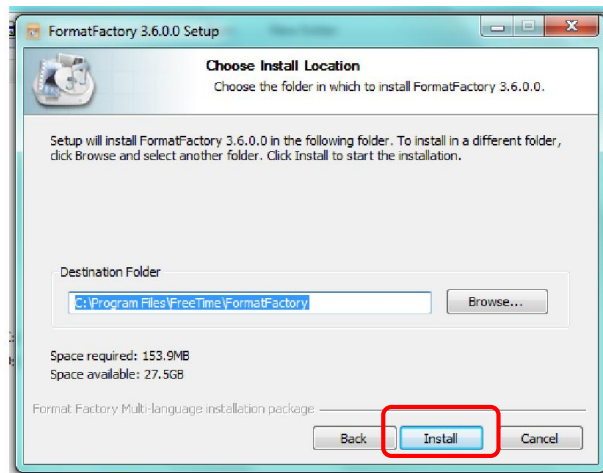 FormatFactory 3.6.0.0 Setup
Choose Install Location
Choose the folder in which to install FormatFactory 3.6.0.0.
Setup will install FormatFactory 3.6.0.0 in the following folder. To install in a different folder,
click Browse and select another folder. Click Install to start the installation.
Destination Folder
C:\Program Files\FreeTime\FormatFactory
Browse...
Space required: 153.9MB
Space available: 27.5GB
Format Factory Multi-language installation package
Back Install Cancel